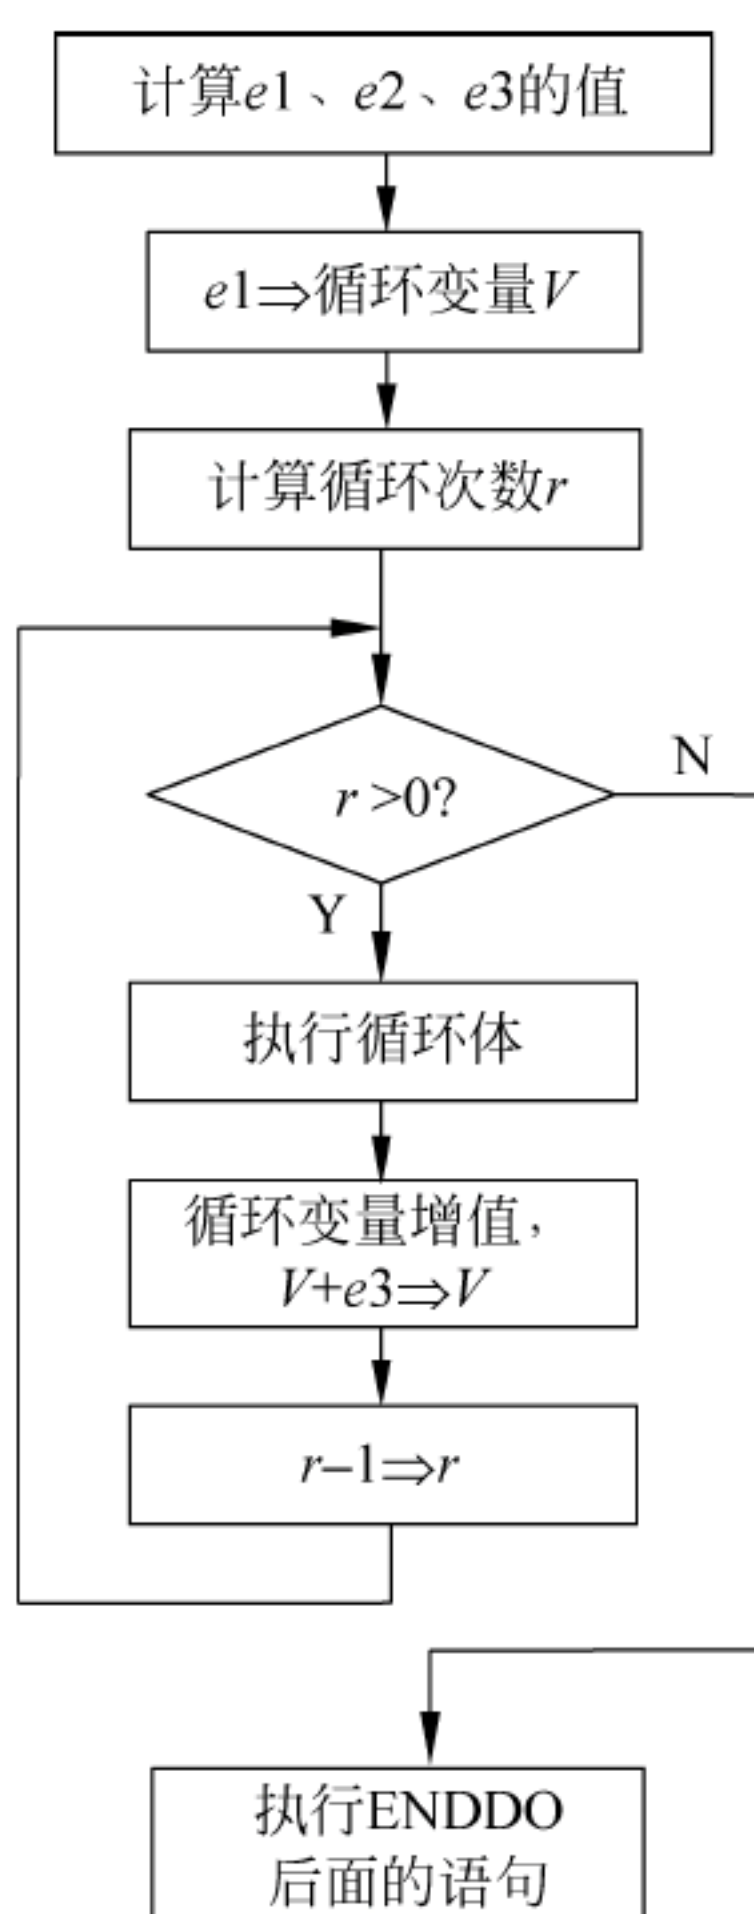 计算e1、e2、e3的值
e1⇒循环变量V
计算循环次数r
r >0?
N
Y
执行循环体
循环变量增值,
V+e3⇒V
r–1⇒r
执行ENDDO
后面的语句